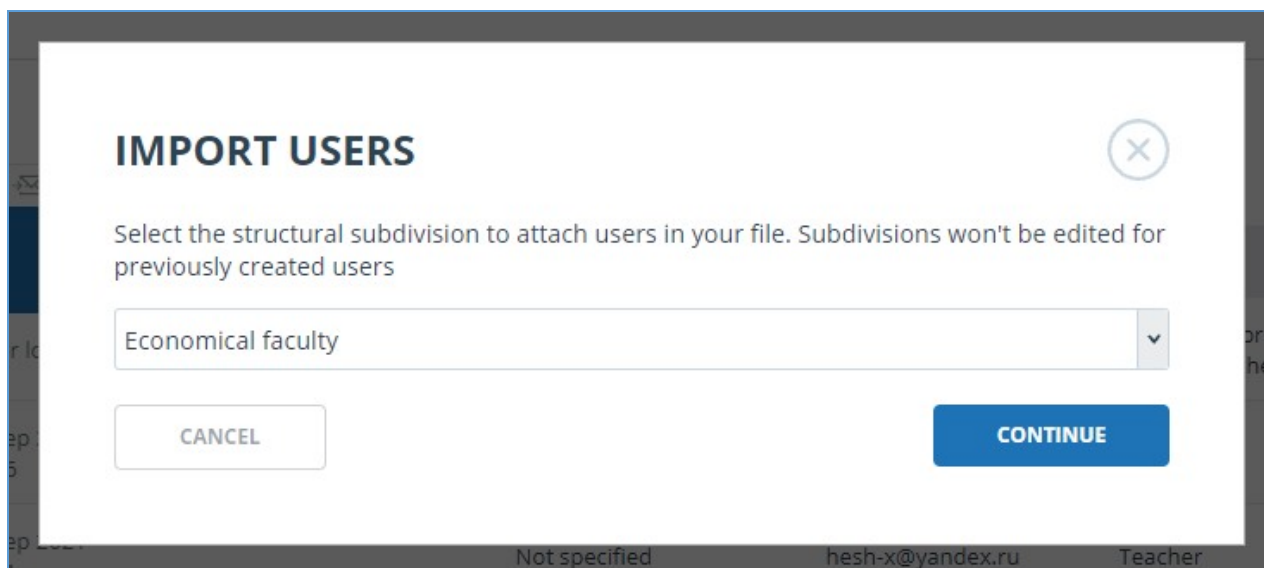 IMPORT USERS
Select the structural subdivision to attach users in your file. Subdivisions won't be edited for
previously created users
Economical faculty
CANCEL
CONTINUE
Not specified
hesh-x@yandex.ru
Teacher